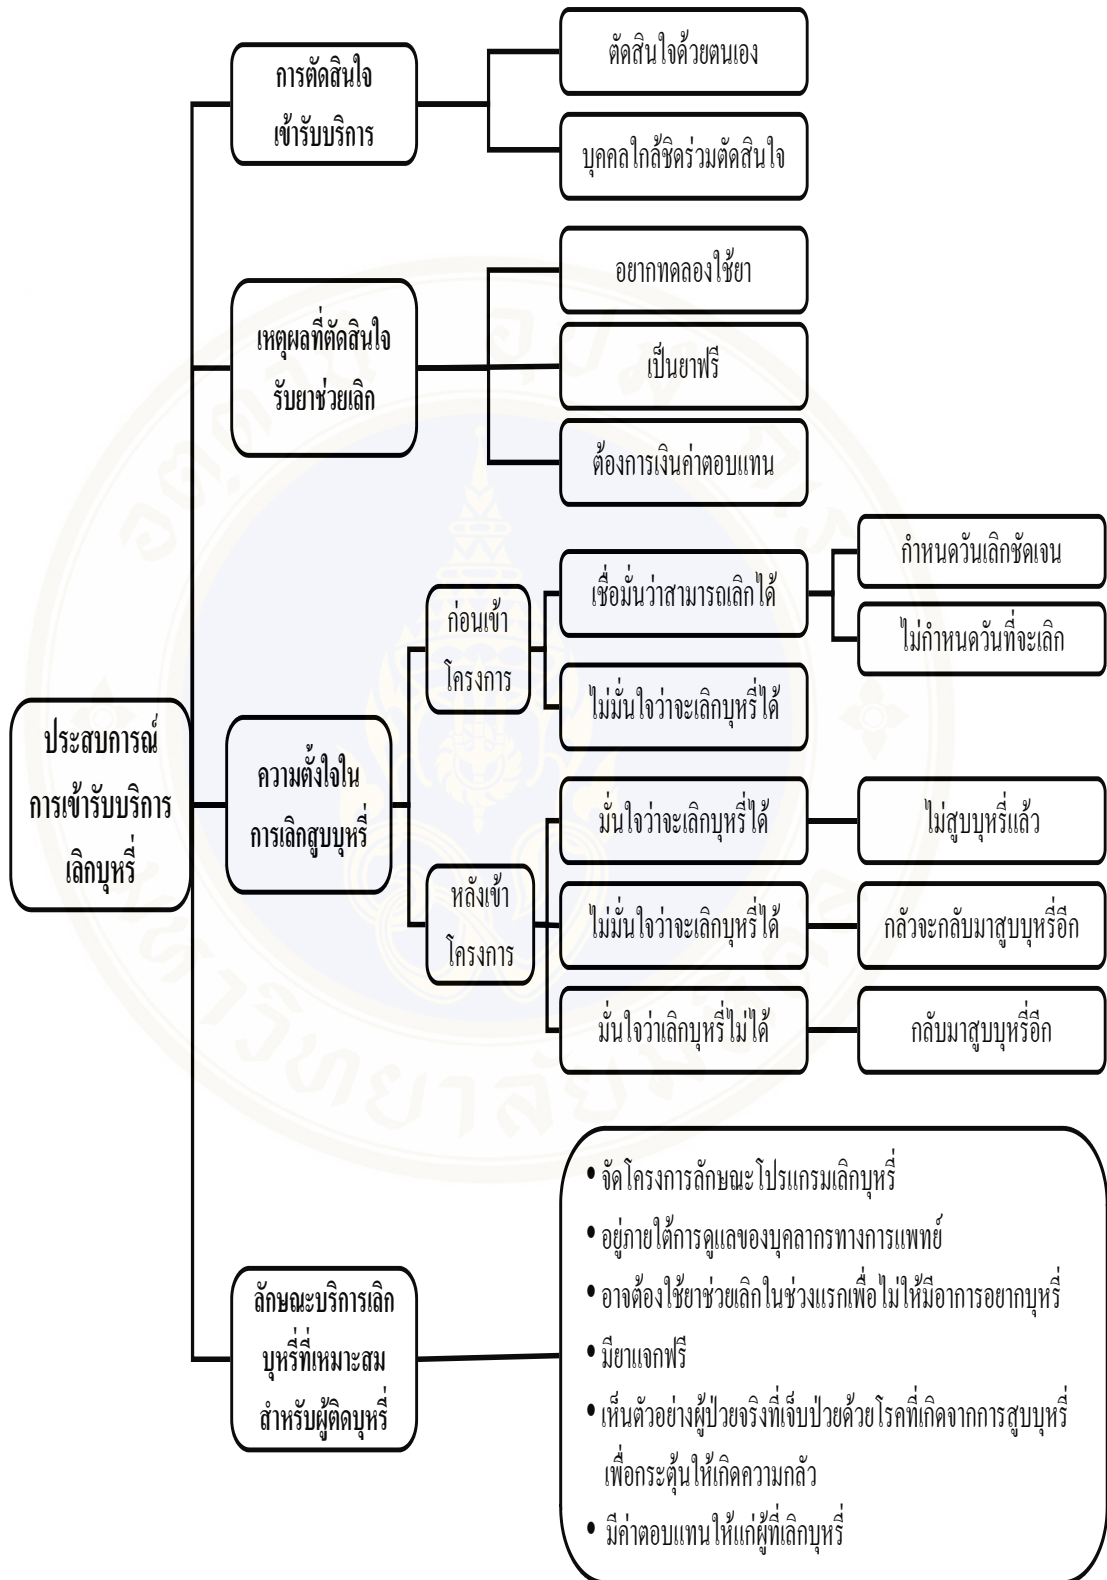 การตัดสินใจ
เข้ารับบริการ
ตัดสินใจด้วยตนเอง
บุคคลใกล้ชิดร่วมตัดสินใจ
เหตุผลที่ตัดสินใจ
รับยาช่วยเลิก
อยากทดลองใช้ยา
เป็นยาฟรี
ต้องการเงินค่าตอบแทน
ประสบการณ์
การเข้ารับบริการ
เลิกบุหรี่
ความตั้งใจใน
การเลิกสูบบุหรี่
ก่อนเข้า
โครงการ
เชื่อมั่นว่าสามารถเลิกได้
กำหนดวันเลิกชัดเจน
ไม่กำหนดวันที่จะเลิก
ไม่มั่นใจว่าจะเลิกบุหรี่ได้
หลังเข้า
โครงการ
มั่นใจว่าจะเลิกบุหรี่ได้
ไม่สูบบุหรี่แล้ว
ไม่มั่นใจว่าจะเลิกบุหรี่ได้
กลัวจะกลับมาสูบบุหรี่อีก
มั่นใจว่าเลิกบุหรี่ไม่ได้
กลับมาสูบบุหรี่อีก
ลักษณะบริการเลิก
บุหรี่ที่เหมาะสม
สำหรับผู้ติดบุหรี่
• จัดโครงการลักษณะโปรแกรมเลิกบุหรี่
• อยู่ภายใต้การดูแลของบุคลากรทางการแพทย์
• อาจต้องใช้ยาช่วยเลิกในช่วงแรกเพื่อไม่ให้มีอาการอยากบุหรี่
• มียาแจกฟรี
• เห็นตัวอย่างผู้ป่วยจริงที่เจ็บป่วยด้วยโรคที่เกิดจากการสูบบุหรี่
เพื่อกระตุ้นให้เกิดความกลัว
• มีค่าตอบแทนให้แก่ผู้ที่เลิกบุหรี่
มหาวิทยาลัยมหิดล